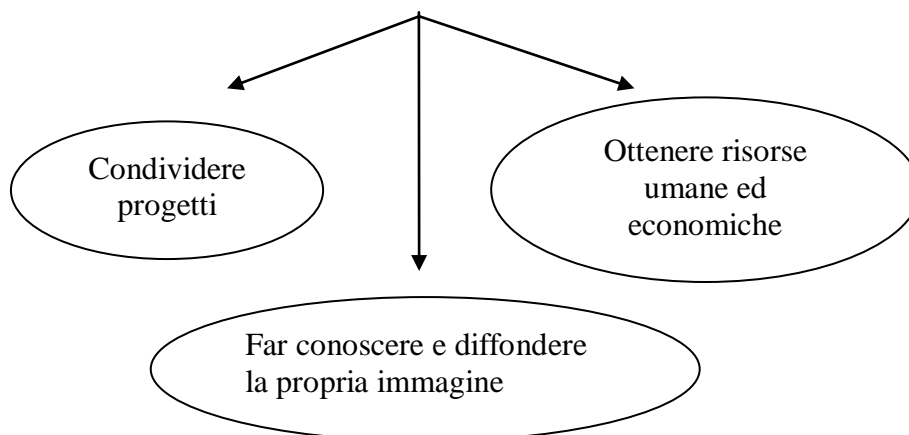 Condividere
progetti
Ottenere risorse
umane ed
economiche
Far conoscere e diffondere
la propria immagine